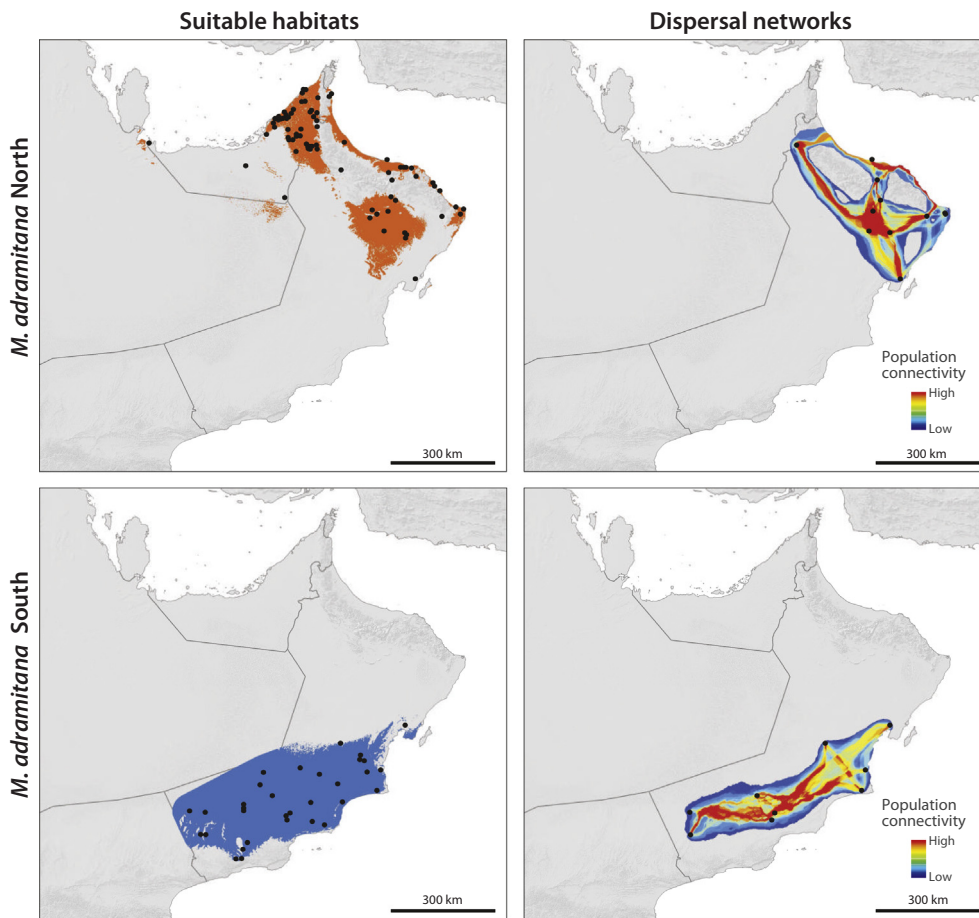 Suitable habitats
Dispersal networks
M. adramitana North
Population
connectivity
High
Low
300 km
300 km
M. adramitana South
Population
connectivity
High
Low
300 km
300 km